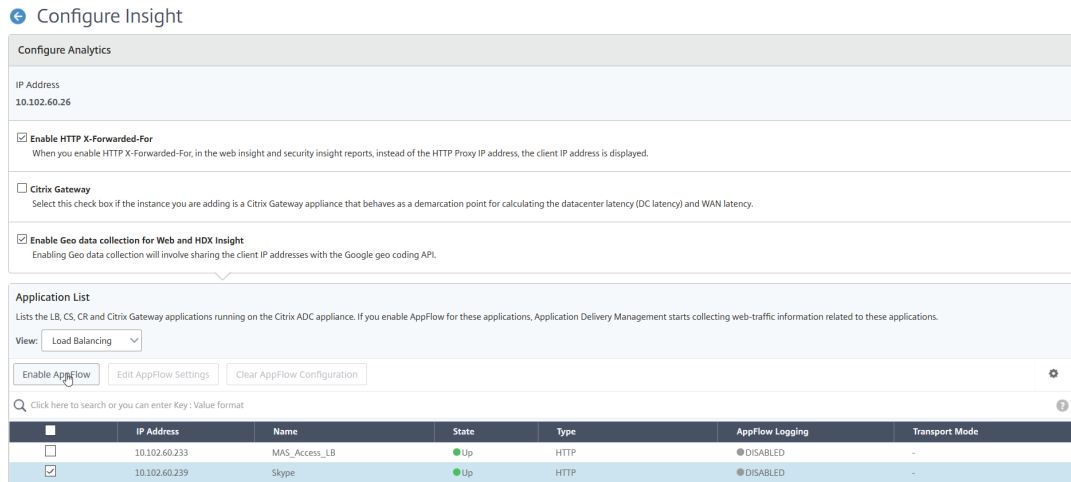 Configure Insight
Configure Analytics
IP Address
10.102.60.26
Enable HTTP X-Forwarded-For
When you enable HTTP X-Forwarded-For, in the web insight and security insight reports, instead of the HTTP Proxy IP address, the client IP address is displayed.
Citrix Gateway
Select this check box if the instance you are adding is a Citrix Gateway appliance that behaves as a demarcation point for calculating the datacenter latency (DC latency) and WAN latency.
Enable Geo data collection for Web and HDX Insight
Enabling Geo data collection will involve sharing the client IP addresses with the Google geo coding API.
Application List
Lists the LB, CS, CR and Citrix Gateway applications running on the Citrix ADC appliance. If you enable AppFlow for these applications, Application Delivery Management starts collecting web-traffic information related to these applications.
View: Load Balancing
Enable AppFlow Edit AppFlow Settings Clear AppFlow Configuration
Click here to search or you can enter Key : Value format ?
IP Address Name State Type AppFlow Logging Transport Mode
10.102.60.233 MAS_Access_LB Up HTTP DISABLED -
10.102.60.239 Skype Up HTTP DISABLED -